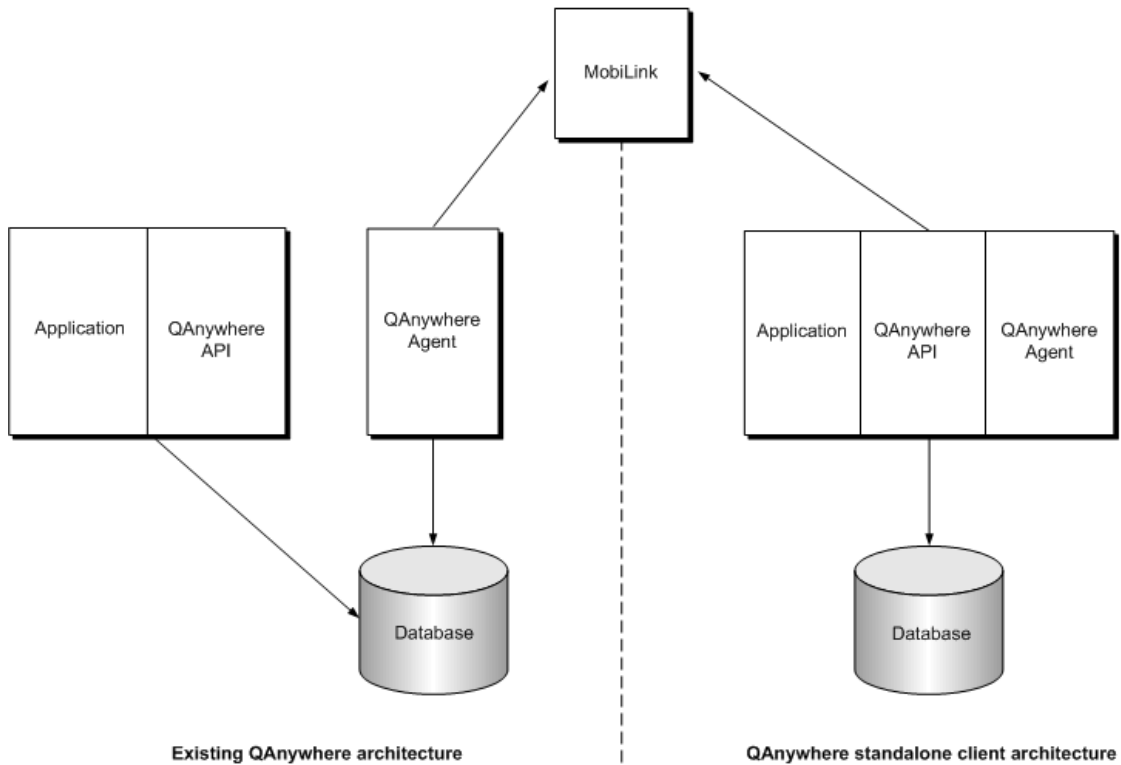 MobiLink
Application
QAnywhere
API
QAnywhere
Agent
Database
Existing QAnywhere architecture
Application
QAnywhere
API
QAnywhere
Agent
Database
QAnywhere standalone client architecture